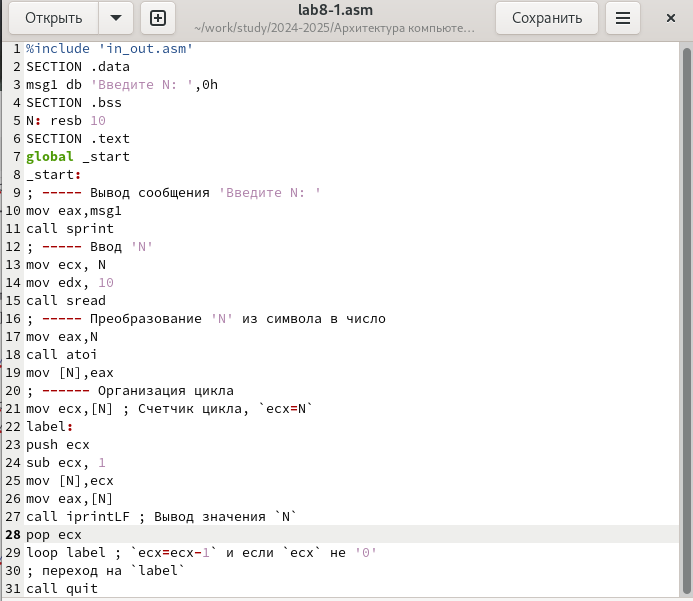 Открыть
lab8-1.asm
~/work/study/2024-2025/Архитектура компьюте...
Сохранить
1 %include 'in_out.asm'
2 SECTION .data
3 msg1 db 'Введите N: ',0h
4 SECTION .bss
5 N: resb 10
6 SECTION .text
7 global _start
8 _start:
9 ; ----- Вывод сообщения 'Введите N: '
10 mov eax,msg1
11 call sprint
12 ; ----- Ввод 'N'
13 mov ecx, N
14 mov edx, 10
15 call sread
16 ; ----- Преобразование 'N' из символа в число
17 mov eax,N
18 call atoi
19 mov [N],eax
20 ; ------ Организация цикла
21 mov ecx,[N] ; Счетчик цикла, `ecx=N`
22 label:
23 push ecx
24 sub ecx, 1
25 mov [N],ecx
26 mov eax,[N]
27 call iprintLF ; Вывод значения `N`
28 pop ecx
29 loop label ; `ecx=ecx-1` и если `ecx` не '0'
30 ; переход на `label`
31 call quit